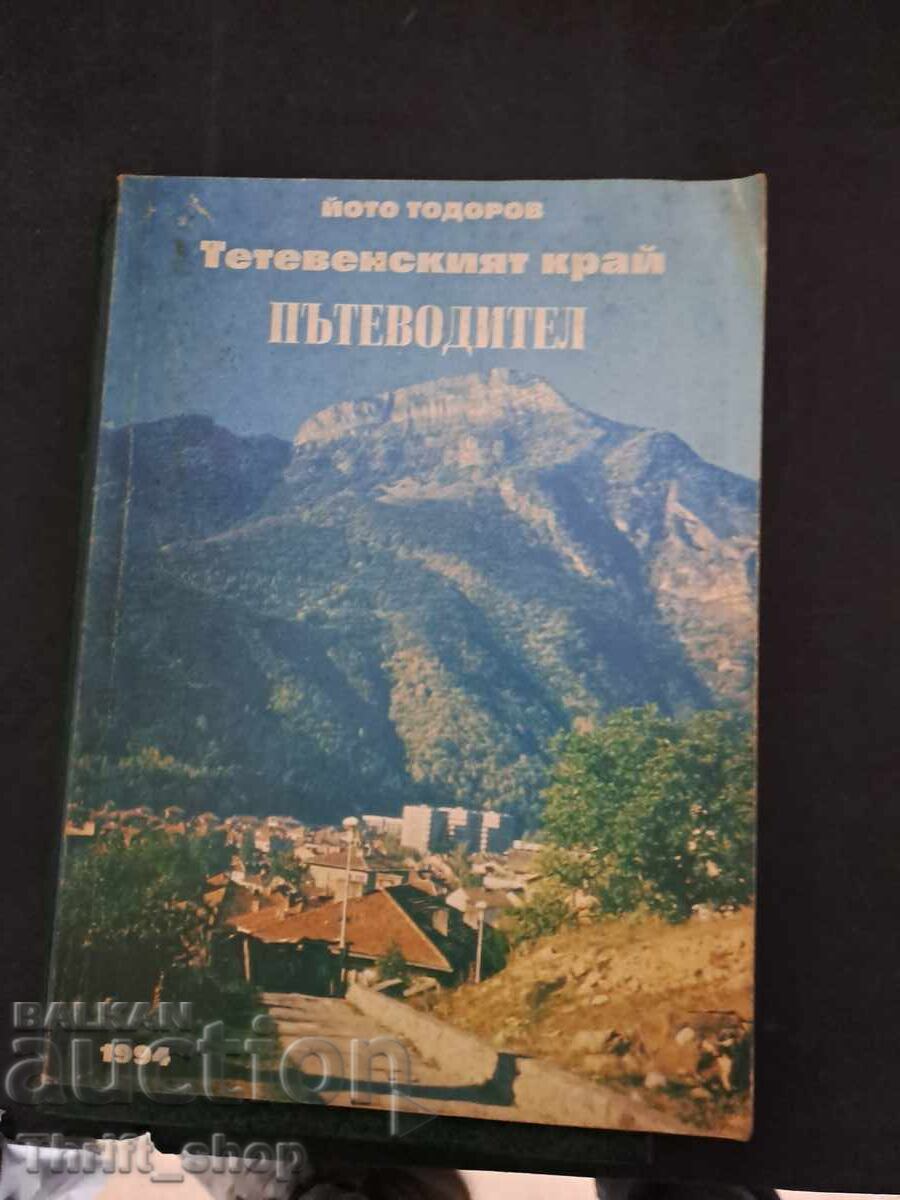 ЙОТО ТОДОРОВ
Тетевенският край
ПЪТЕВОДИТЕЛ
BALKAN
auction
1994
Thrift_shop